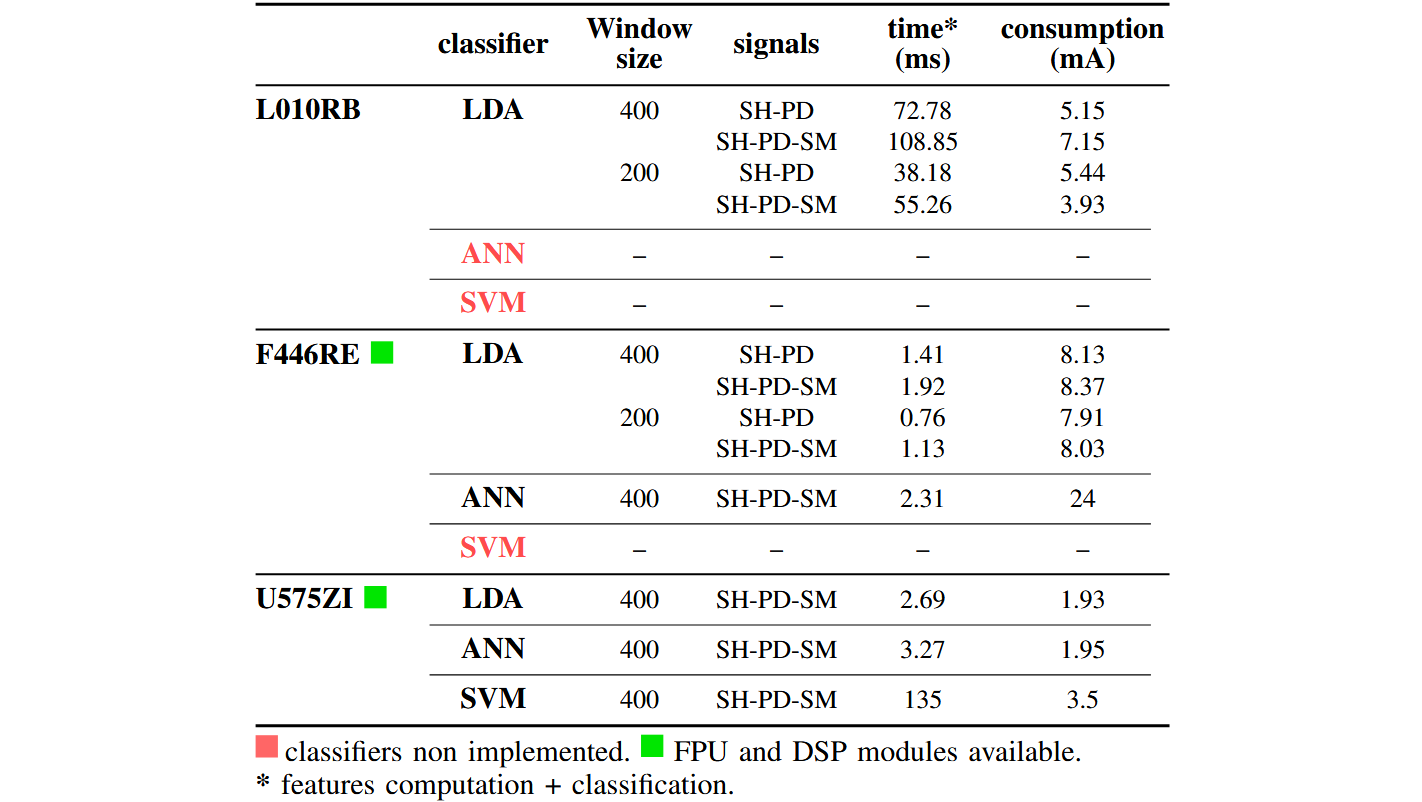 classifier Window size signals time* (ms) consumption (mA)
L010RB LDA 400 SH-PD 72.78 5.15
SH-PD-SM 108.85 7.15
200 SH-PD 38.18 5.44
SH-PD-SM 55.26 3.93
ANN – – – –
SVM – – – –
F446RE LDA 400 SH-PD 1.41 8.13
SH-PD-SM 1.92 8.37
200 SH-PD 0.76 7.91
SH-PD-SM 1.13 8.03
ANN 400 SH-PD-SM 2.31 24
SVM – – – –
U575ZI LDA 400 SH-PD-SM 2.69 1.93
ANN 400 SH-PD-SM 3.27 1.95
SVM 400 SH-PD-SM 135 3.5
classifiers non implemented. FPU and DSP modules available.
* features computation + classification.